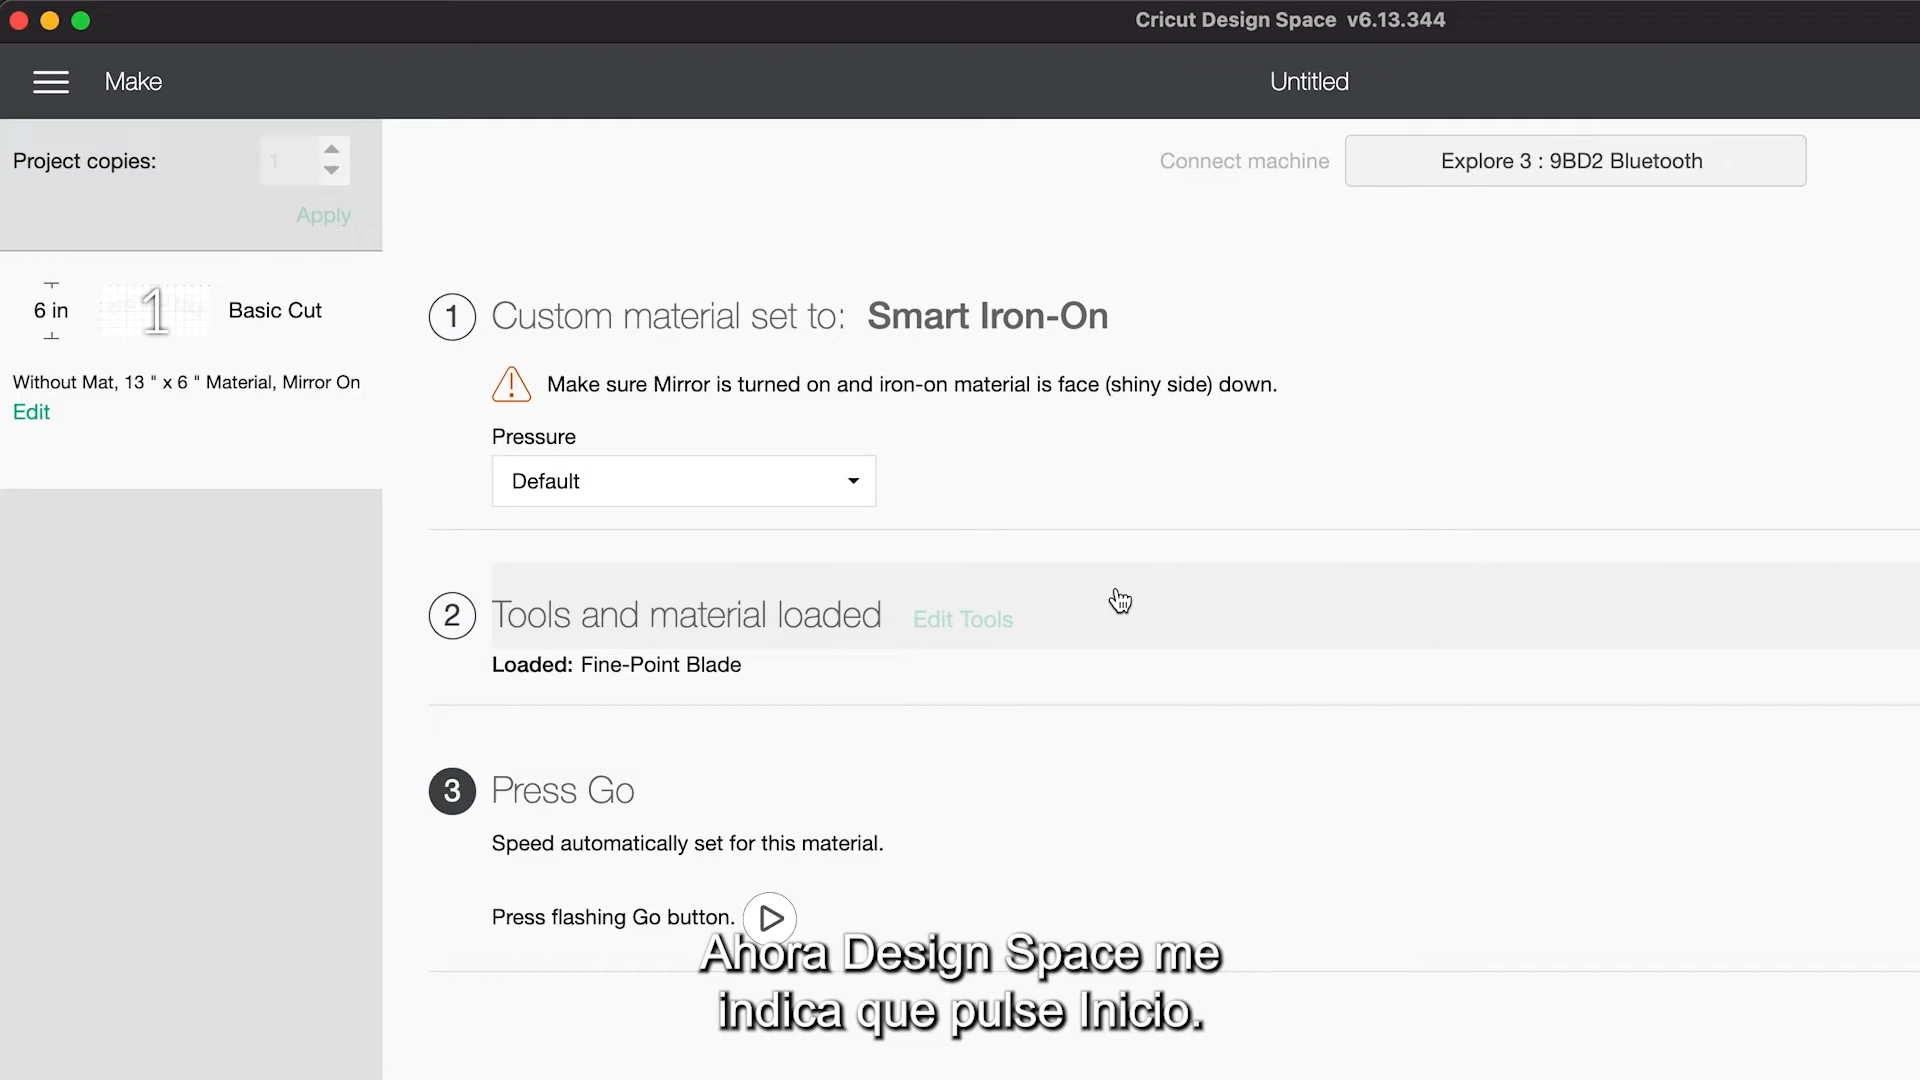 Cricut Design Space v6.13.344
Make
Untitled
Project copies:
1
Apply
Connect machine
Explore 3 : 9BD2 Bluetooth
6 in
1
Basic Cut
Without Mat, 13 " x 6 " Material, Mirror On
Edit
1 Custom material set to: Smart Iron-On
Make sure Mirror is turned on and iron-on material is face (shiny side) down.
Pressure
Default
2 Tools and material loaded Edit Tools
Loaded: Fine-Point Blade
3 Press Go
Speed automatically set for this material.
Press flashing Go button.
Ahora Design Space me
indica que pulse Inicio.